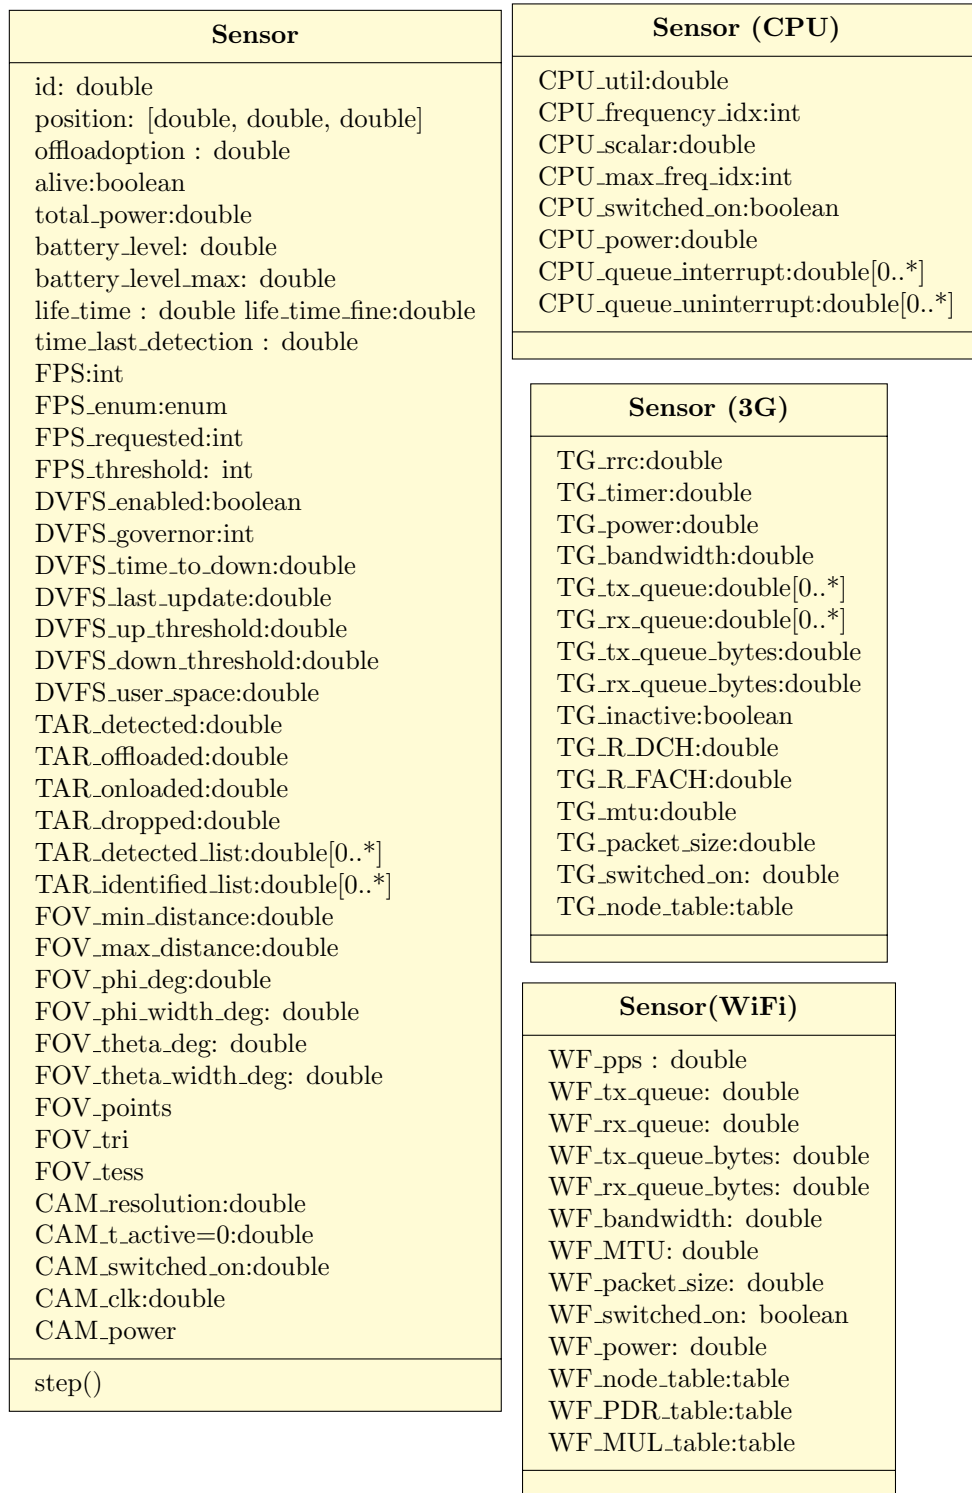 Sensor
id: double
position: [double, double, double]
offloadoption : double
alive:boolean
total_power:double
battery_level: double
battery_level_max: double
life_time : double life_time_fine:double
time_last_detection : double
FPS:int
FPS_enum:enum
FPS_requested:int
FPS_threshold: int
DVFS_enabled:boolean
DVFS_governor:int
DVFS_time_to_down:double
DVFS_last_update:double
DVFS_up_threshold:double
DVFS_down_threshold:double
DVFS_user_space:double
TAR_detected:double
TAR_offloaded:double
TAR_onloaded:double
TAR_dropped:double
TAR_detected_list:double[0..*]
TAR_identified_list:double[0..*]
FOV_min_distance:double
FOV_max_distance:double
FOV_phi_deg:double
FOV_phi_width_deg: double
FOV_theta_deg: double
FOV_theta_width_deg: double
FOV_points
FOV_tri
FOV_tess
CAM_resolution:double
CAM_t_active=0:double
CAM_switched_on:double
CAM_clk:double
CAM_power
step()
Sensor (CPU)
CPU_util:double
CPU_frequency_idx:int
CPU_scalar:double
CPU_max_freq_idx:int
CPU_switched_on:boolean
CPU_power:double
CPU_queue_interrupt:double[0..*]
CPU_queue_uninterrupt:double[0..*]
Sensor (3G)
TG_rrc:double
TG_timer:double
TG_power:double
TG_bandwidth:double
TG_tx_queue:double[0..*]
TG_rx_queue:double[0..*]
TG_tx_queue_bytes:double
TG_rx_queue_bytes:double
TG_inactive:boolean
TG_R_DCH:double
TG_R_FACH:double
TG_mtu:double
TG_packet_size:double
TG_switched_on: double
TG_node_table:table
Sensor(WiFi)
WF_pps : double
WF_tx_queue: double
WF_rx_queue: double
WF_tx_queue_bytes: double
WF_rx_queue_bytes: double
WF_bandwidth: double
WF_MTU: double
WF_packet_size: double
WF_switched_on: boolean
WF_power: double
WF_node_table:table
WF_PDR_table:table
WF_MUL_table:table